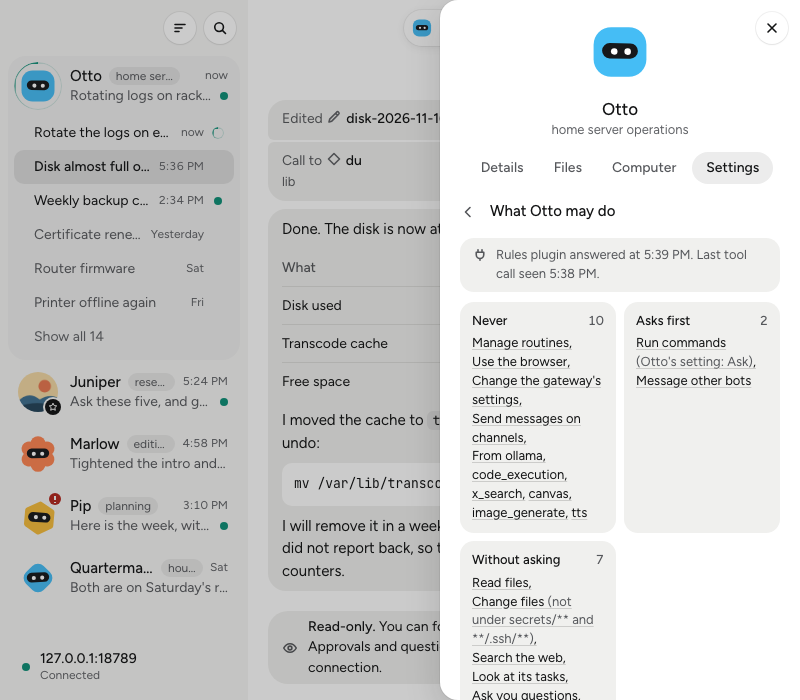 Otto
home ser...
now
Rotating logs on rack...
Rotate the logs on e...
now
Disk almost full o...
5:36 PM
Weekly backup c...
2:34 PM
Certificate rene...
Yesterday
Router firmware
Sat
Printer offline again
Fri
Show all 14
Juniper
rese...
5:24 PM
Ask these five, and g...
Marlow
editi...
4:58 PM
Tightened the intro and...
Pip
planning
3:10 PM
Here is the week, wit...
Quarterma...
hou...
Sat
Both are on Saturday's r...
127.0.0.1:18789
Connected
Edited disk-2026-11-1
Call to du
lib
Done. The disk is now at
What
Disk used
Transcode cache
Free space
I moved the cache to
undo:
mv /var/lib/transco
I will remove it in a week
did not report back, so t
counters.
Read-only. You can fo
Approvals and questi
connection.
Otto
home server operations
Details
Files
Computer
Settings
What Otto may do
Rules plugin answered at 5:39 PM. Last tool
call seen 5:38 PM.
Never
10
Manage routines,
Use the browser,
Change the gateway's
settings,
Send messages on
channels,
From ollama,
code_execution,
x_search, canvas,
image_generate, tts
Asks first
2
Run commands
(Otto's setting: Ask),
Message other bots
Without asking
7
Read files,
Change files (not
under secrets/** and
**/.ssh/**),
Search the web,
Look at its tasks,
Ask you questions,